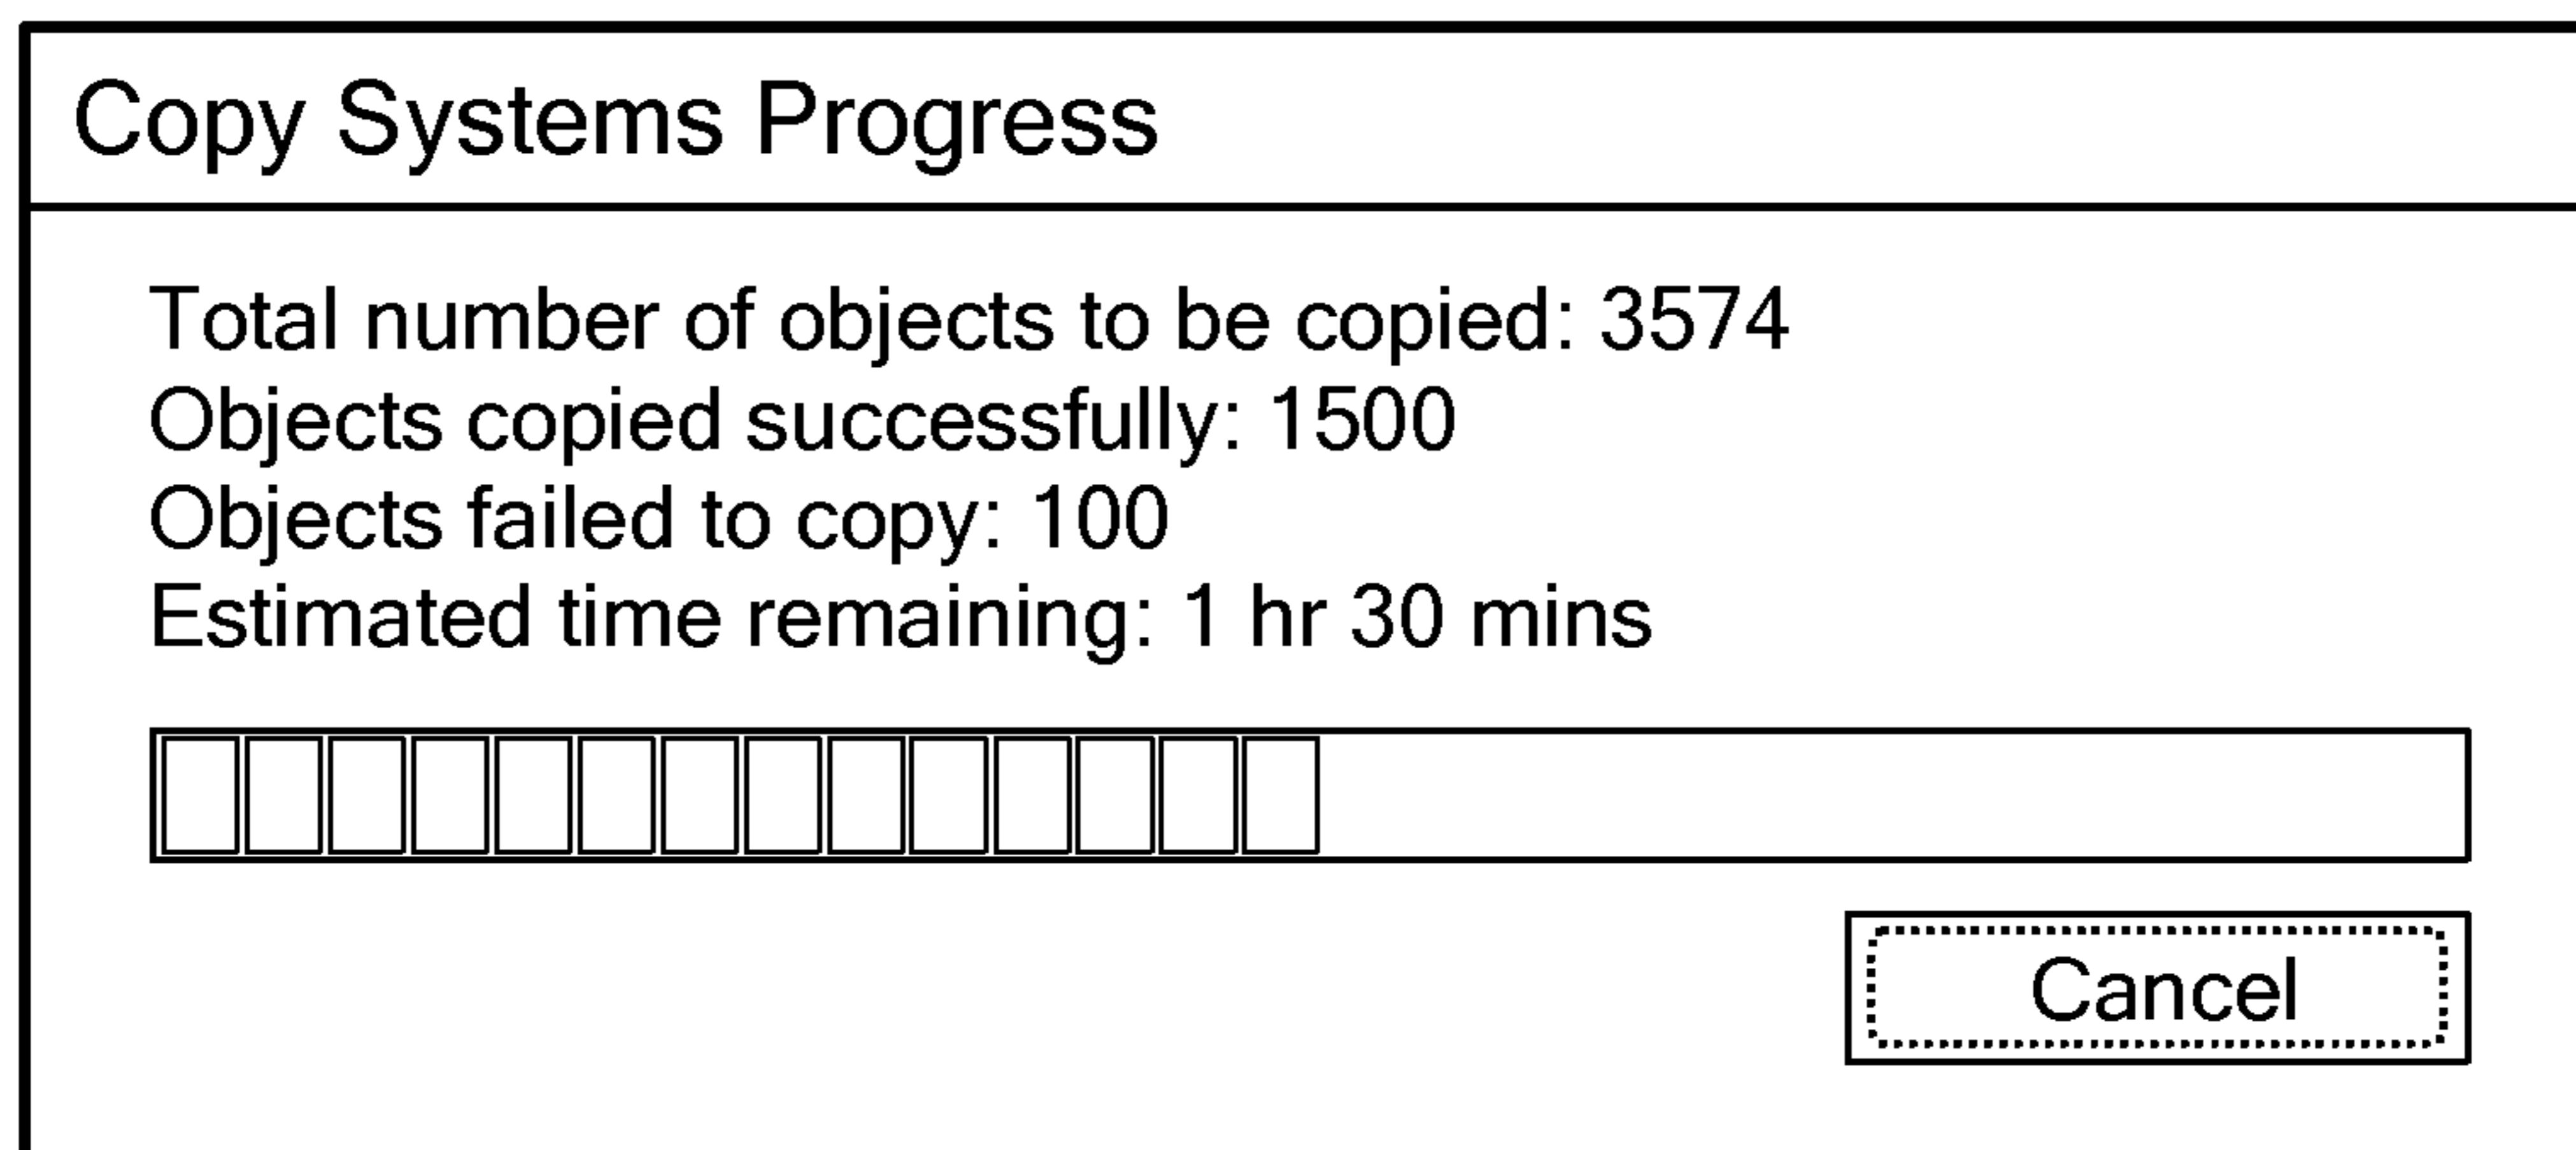 Copy Systems Progress
Total number of objects to be copied: 3574
Objects copied successfully: 1500
Objects failed to copy: 100
Estimated time remaining: 1 hr 30 mins
Cancel